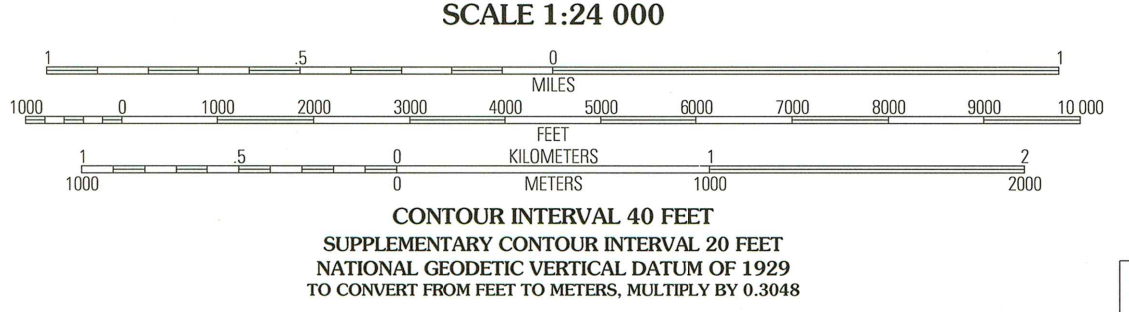 SCALE 1:24 000
1 .5 0 1
MILES
1000 0 1000 2000 3000 4000 5000 6000 7000 8000 9000 10 000
FEET
1 .5 0 KILOMETERS 1 2
1000 0 METERS 1000 2000
CONTOUR INTERVAL 40 FEET
SUPPLEMENTARY CONTOUR INTERVAL 20 FEET
NATIONAL GEODETIC VERTICAL DATUM OF 1929
TO CONVERT FROM FEET TO METERS, MULTIPLY BY 0.3048